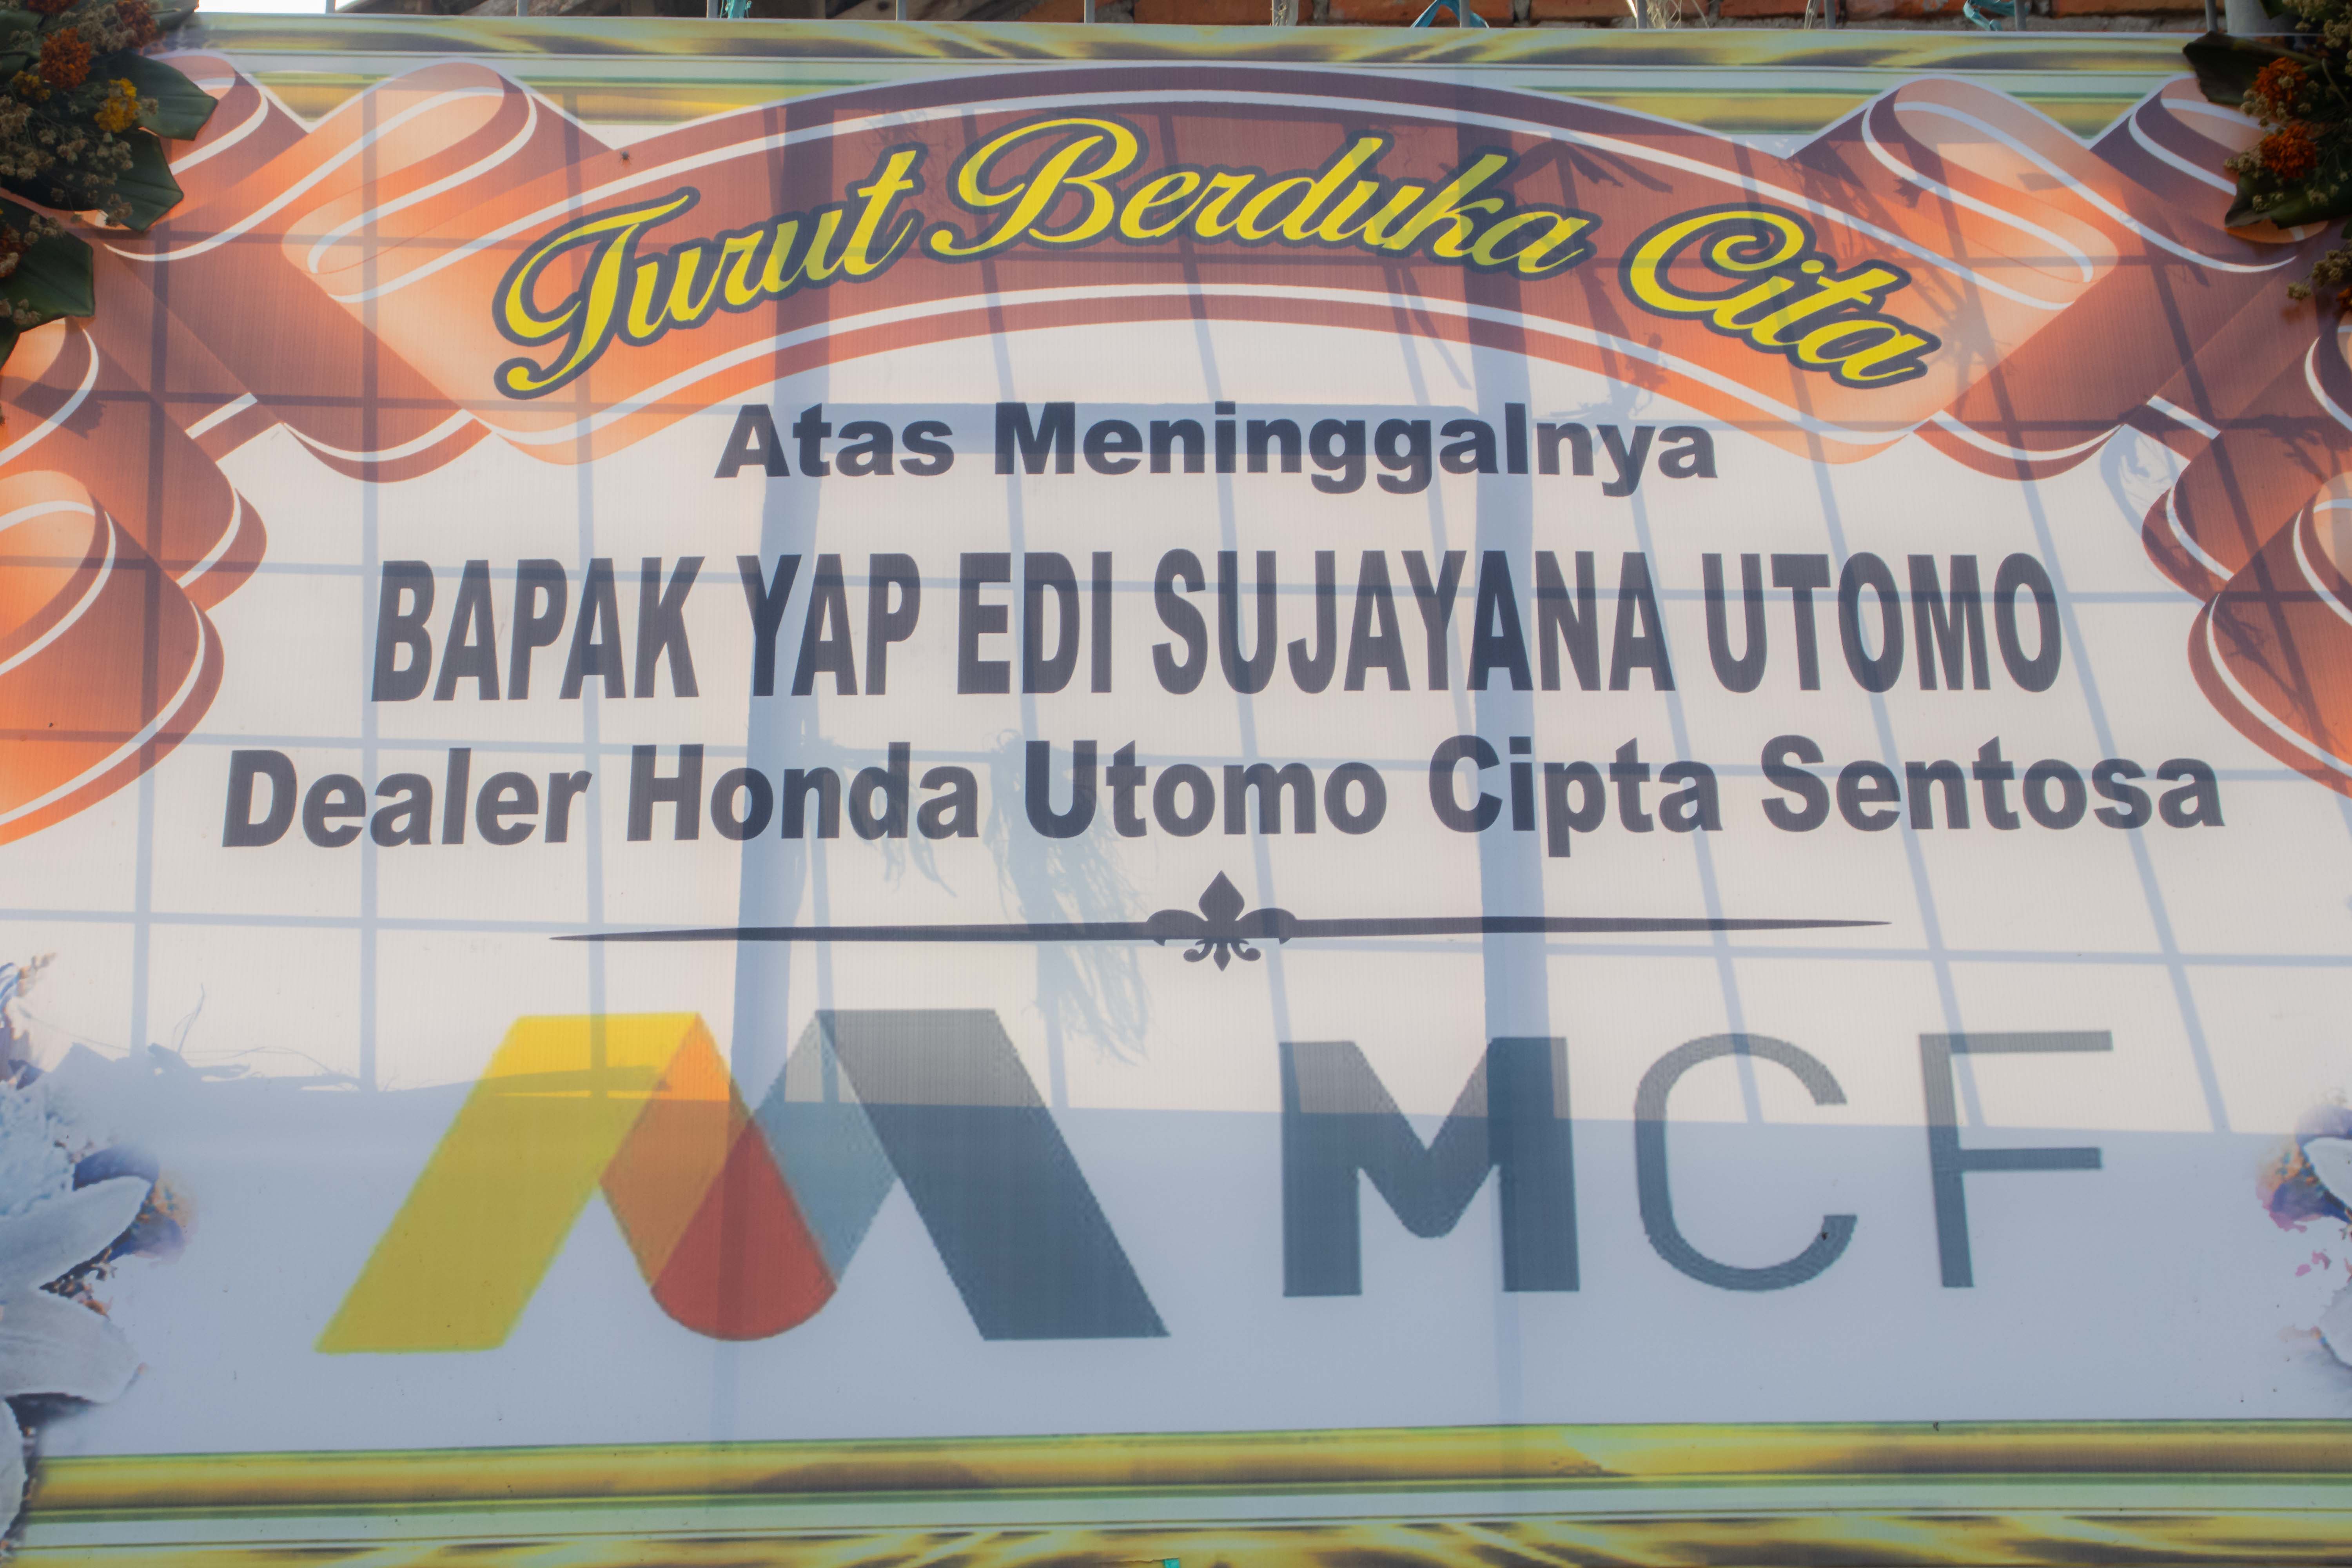 Turut Berduka Cita
Atas Meninggalnya
BAPAK YAP EDI SUJAYANA UTOMO
Dealer Honda Utomo Cipta Sentosa
MCF